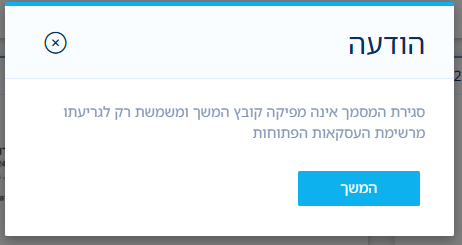 הודעה
סגירת המסמך אינה מפיקה קובץ המשך ומשמשת רק לגריעתו
מרשימת העסקאות הפתוחות
המשך